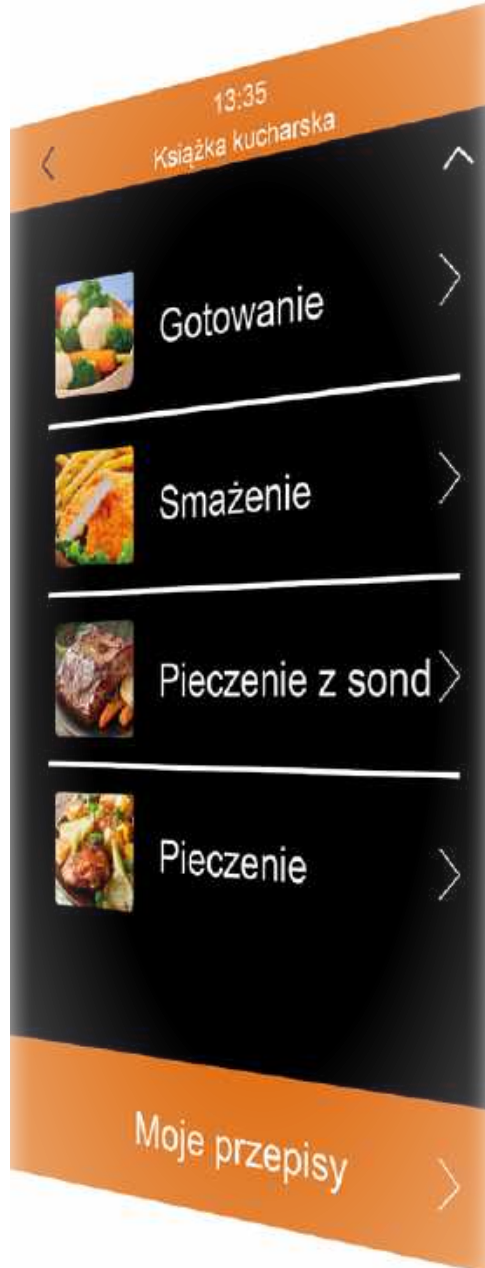 13:35
Książka kucharska
Gotowanie
Smażenie
Pieczenie z sond
Pieczenie
Moje przepisy